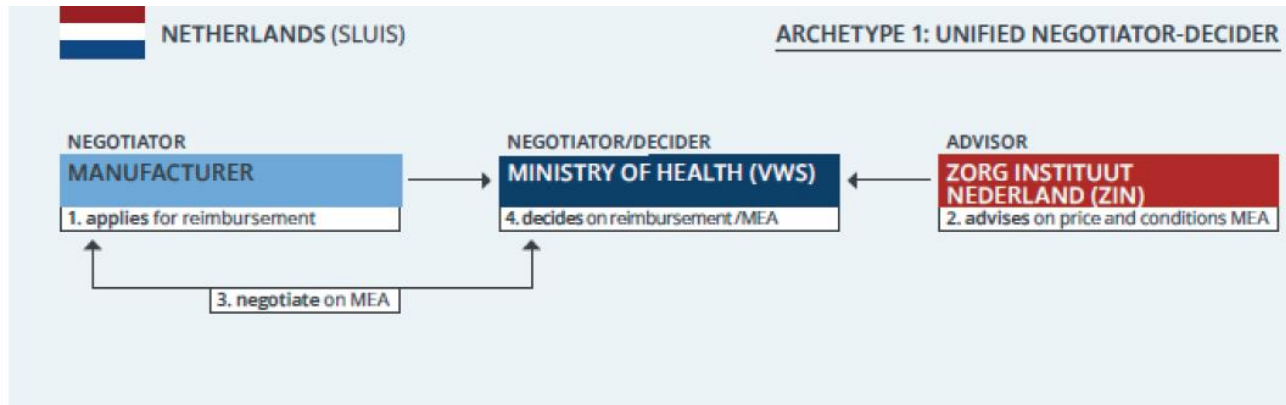 NETHERLANDS (SLUIS)
ARCHETYPE 1: UNIFIED NEGOTIATOR-DECIDER
NEGOTIATOR
MANUFACTURER
1. applies for reimbursement
NEGOTIATOR/DECIDER
MINISTRY OF HEALTH (VWS)
4. decides on reimbursement /MEA
ADVISOR
ZORG INSTITUUT
NEDERLAND (ZIN)
2. advises on price and conditions MEA
3. negotiate on MEA